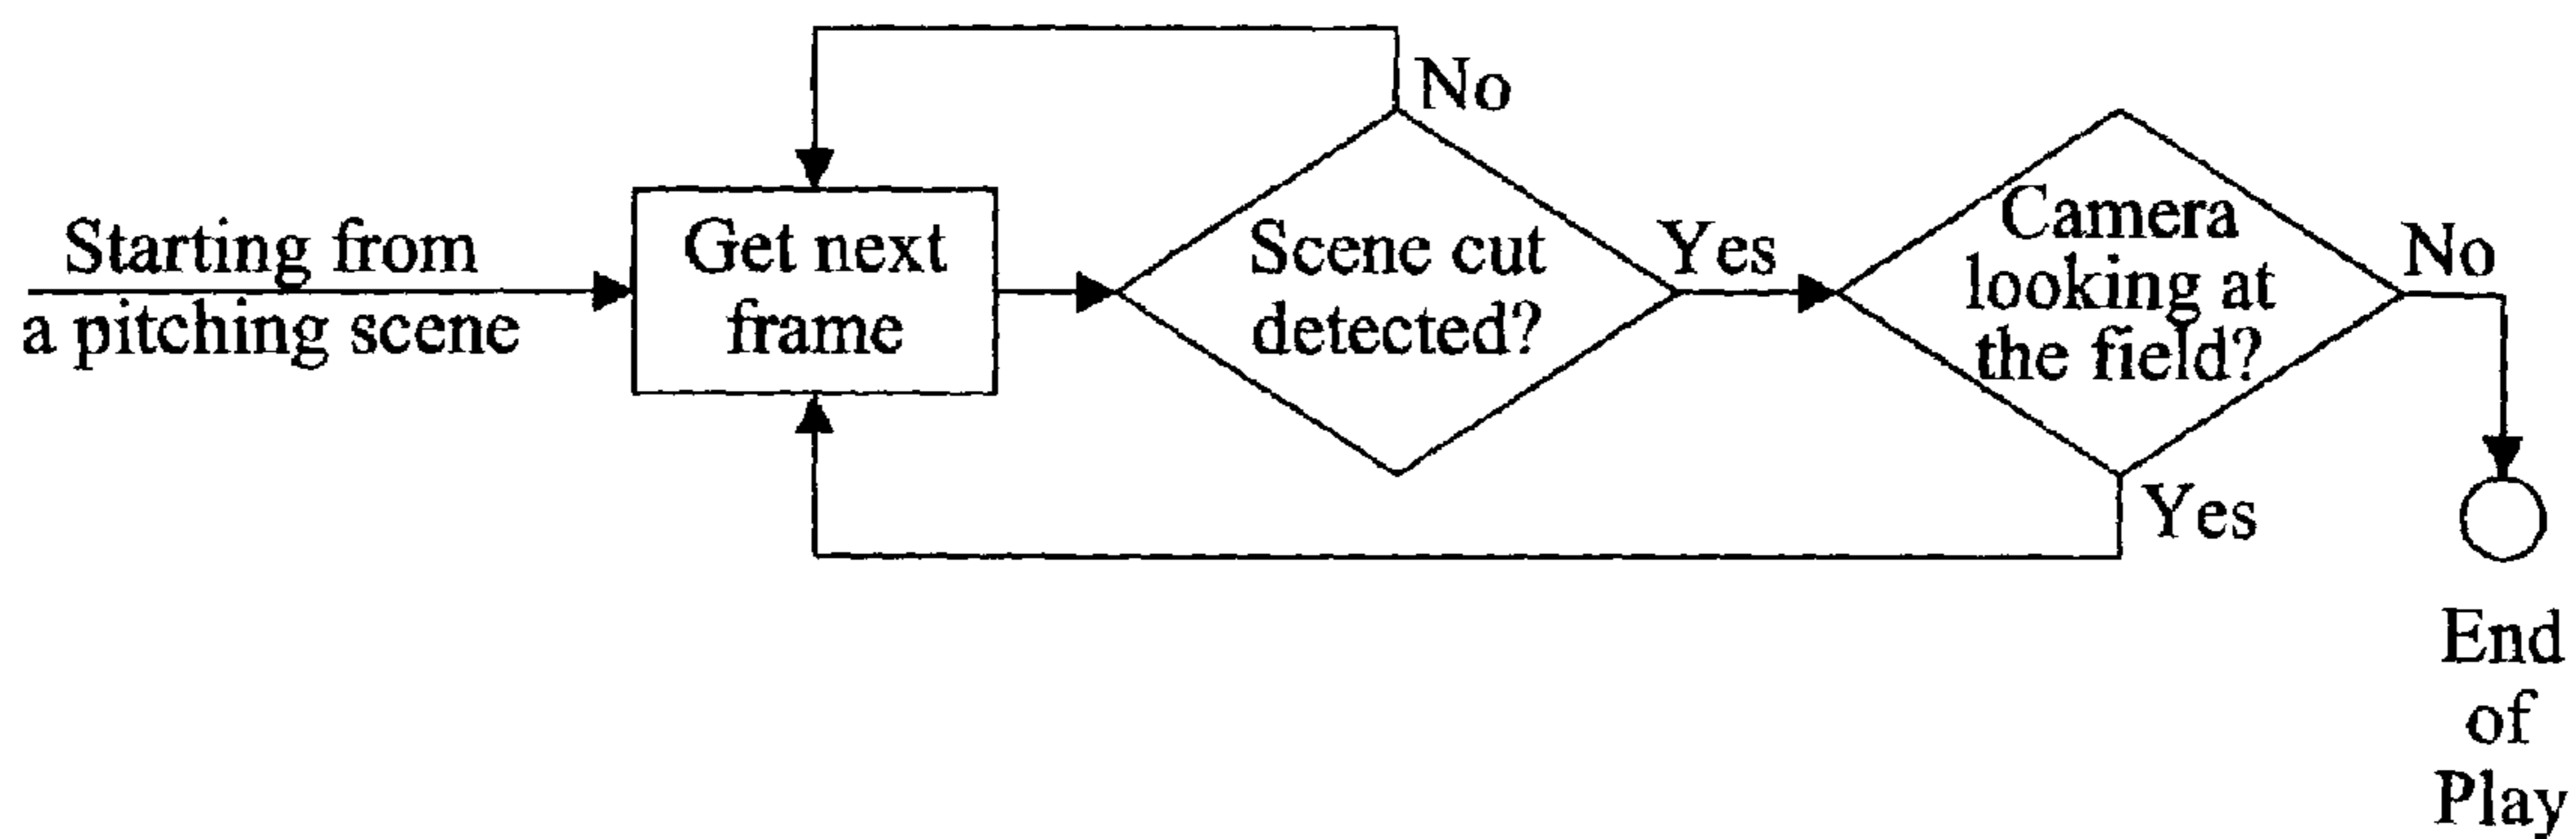 Starting from
a pitching scene
Get next
frame
No
Scene cut
detected?
Yes
Camera
looking at
the field?
No
Yes
End
of
Play